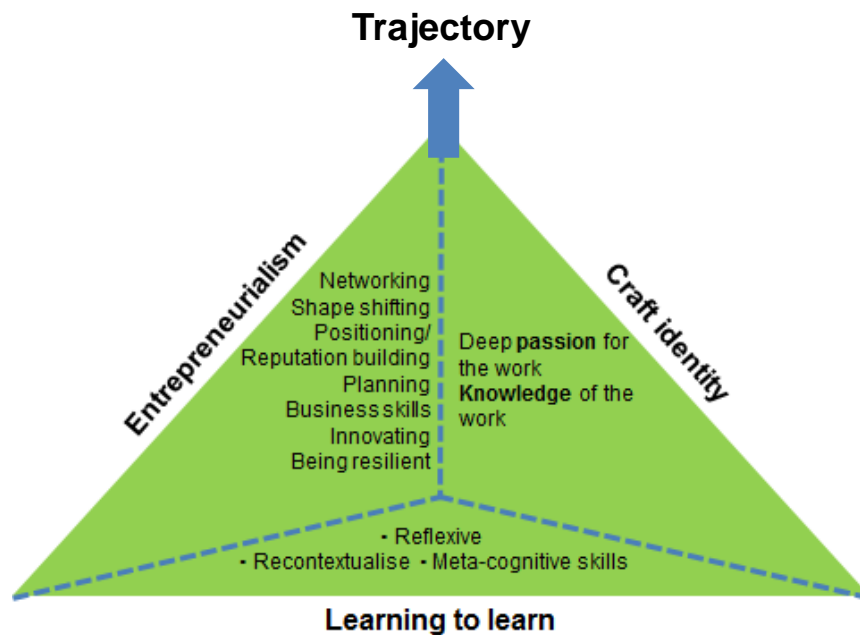 Trajectory
Entrepreneurialism
Networking
Shape shifting
Positioning/
Reputation building
Planning
Business skills
Innovating
Being resilient
Craft identity
Deep passion for
the work
Knowledge of the
work
• Reflexive
• Recontextualise • Meta-cognitive skills
Learning to learn